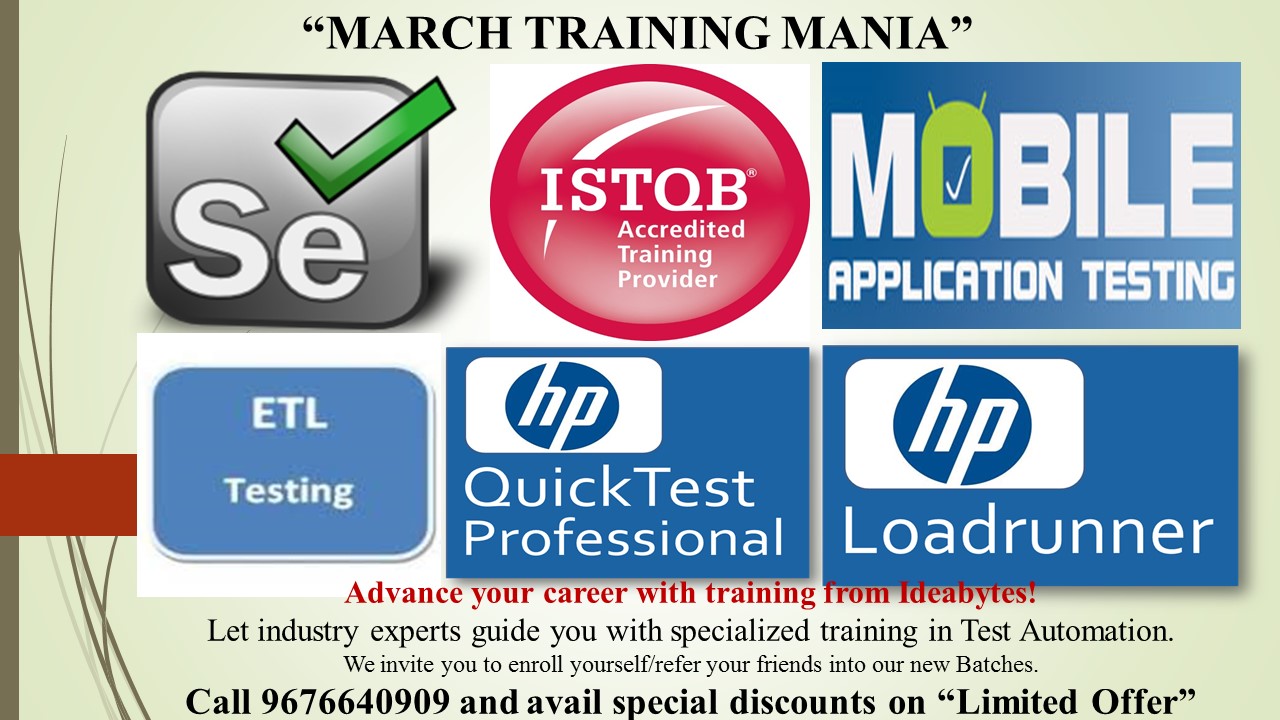 “MARCH TRAINING MANIA”
Se
ISTQB®
Accredited
Training
Provider
MOBILE
APPLICATION TESTING
ETL
Testing
hp
QuickTest
Professional
hp
Loadrunner
Advance your career with training from Ideabytes!
Let industry experts guide you with specialized training in Test Automation.
We invite you to enroll yourself/refer your friends into our new Batches.
Call 9676640909 and avail special discounts on “Limited Offer”